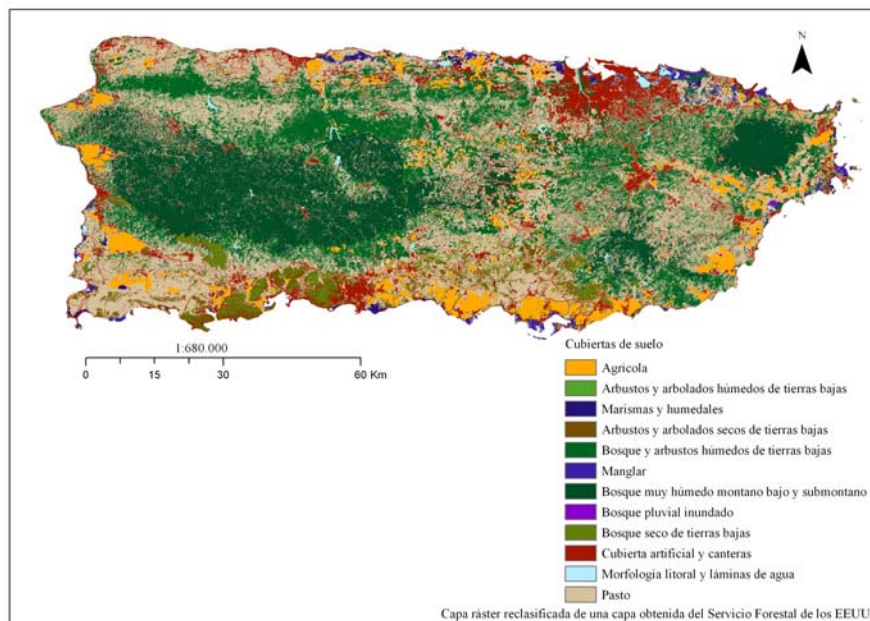 N
1:680.000
0 15 30 60 Km
Cubiertas de suelo
Agrícola
Arbustos y arbolados húmedos de tierras bajas
Marismas y humedales
Arbustos y arbolados secos de tierras bajas
Bosque y arbustos húmedos de tierras bajas
Manglar
Bosque muy húmedo montano bajo y submontano
Bosque pluvial inundado
Bosque seco de tierras bajas
Cubierta artificial y canteras
Morfología litoral y láminas de agua
Pasto
Capa ráster reclasificada de una capa obtenida del Servicio Forestal de los EEUU